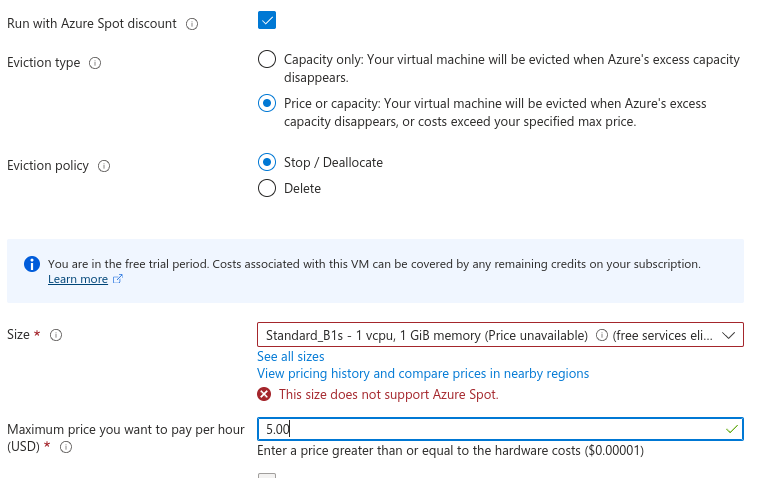 Run with Azure Spot discount
Eviction type
Capacity only: Your virtual machine will be evicted when Azure's excess capacity
disappears.
Price or capacity: Your virtual machine will be evicted when Azure's excess
capacity disappears, or costs exceed your specified max price.
Eviction policy
Stop / Deallocate
Delete
You are in the free trial period. Costs associated with this VM can be covered by any remaining credits on your subscription.
Learn more
Size *
Standard_B1s - 1 vcpu, 1 GiB memory (Price unavailable) (free services eli...
See all sizes
View pricing history and compare prices in nearby regions
This size does not support Azure Spot.
Maximum price you want to pay per hour
(USD) *
5.00
Enter a price greater than or equal to the hardware costs ($0.00001)